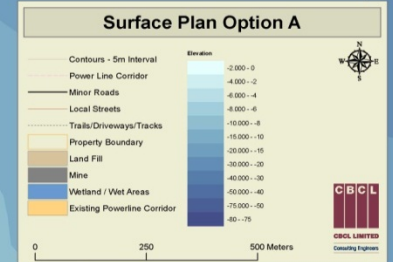 Surface Plan Option A
Contours - 5m Interval
Power Line Corridor
Minor Roads
Local Streets
Trails/Driveways/Tracks
Property Boundary
Land Fill
Mine
Wetland / Wet Areas
Existing Powerline Corridor
Elevation
-2.000 - 0
-4.000 - -2
-6.000 - -4
-8.000 - -6
-10.000 - -8
-15.000 - -10
-20.000 - -15
-30.000 - -20
-40.000 - -30
-50.000 - -40
-75.000 - -50
-80 - -75
N
W E
S
CBCL
CBCL LIMITED
Consulting Engineers
0 250 500 Meters